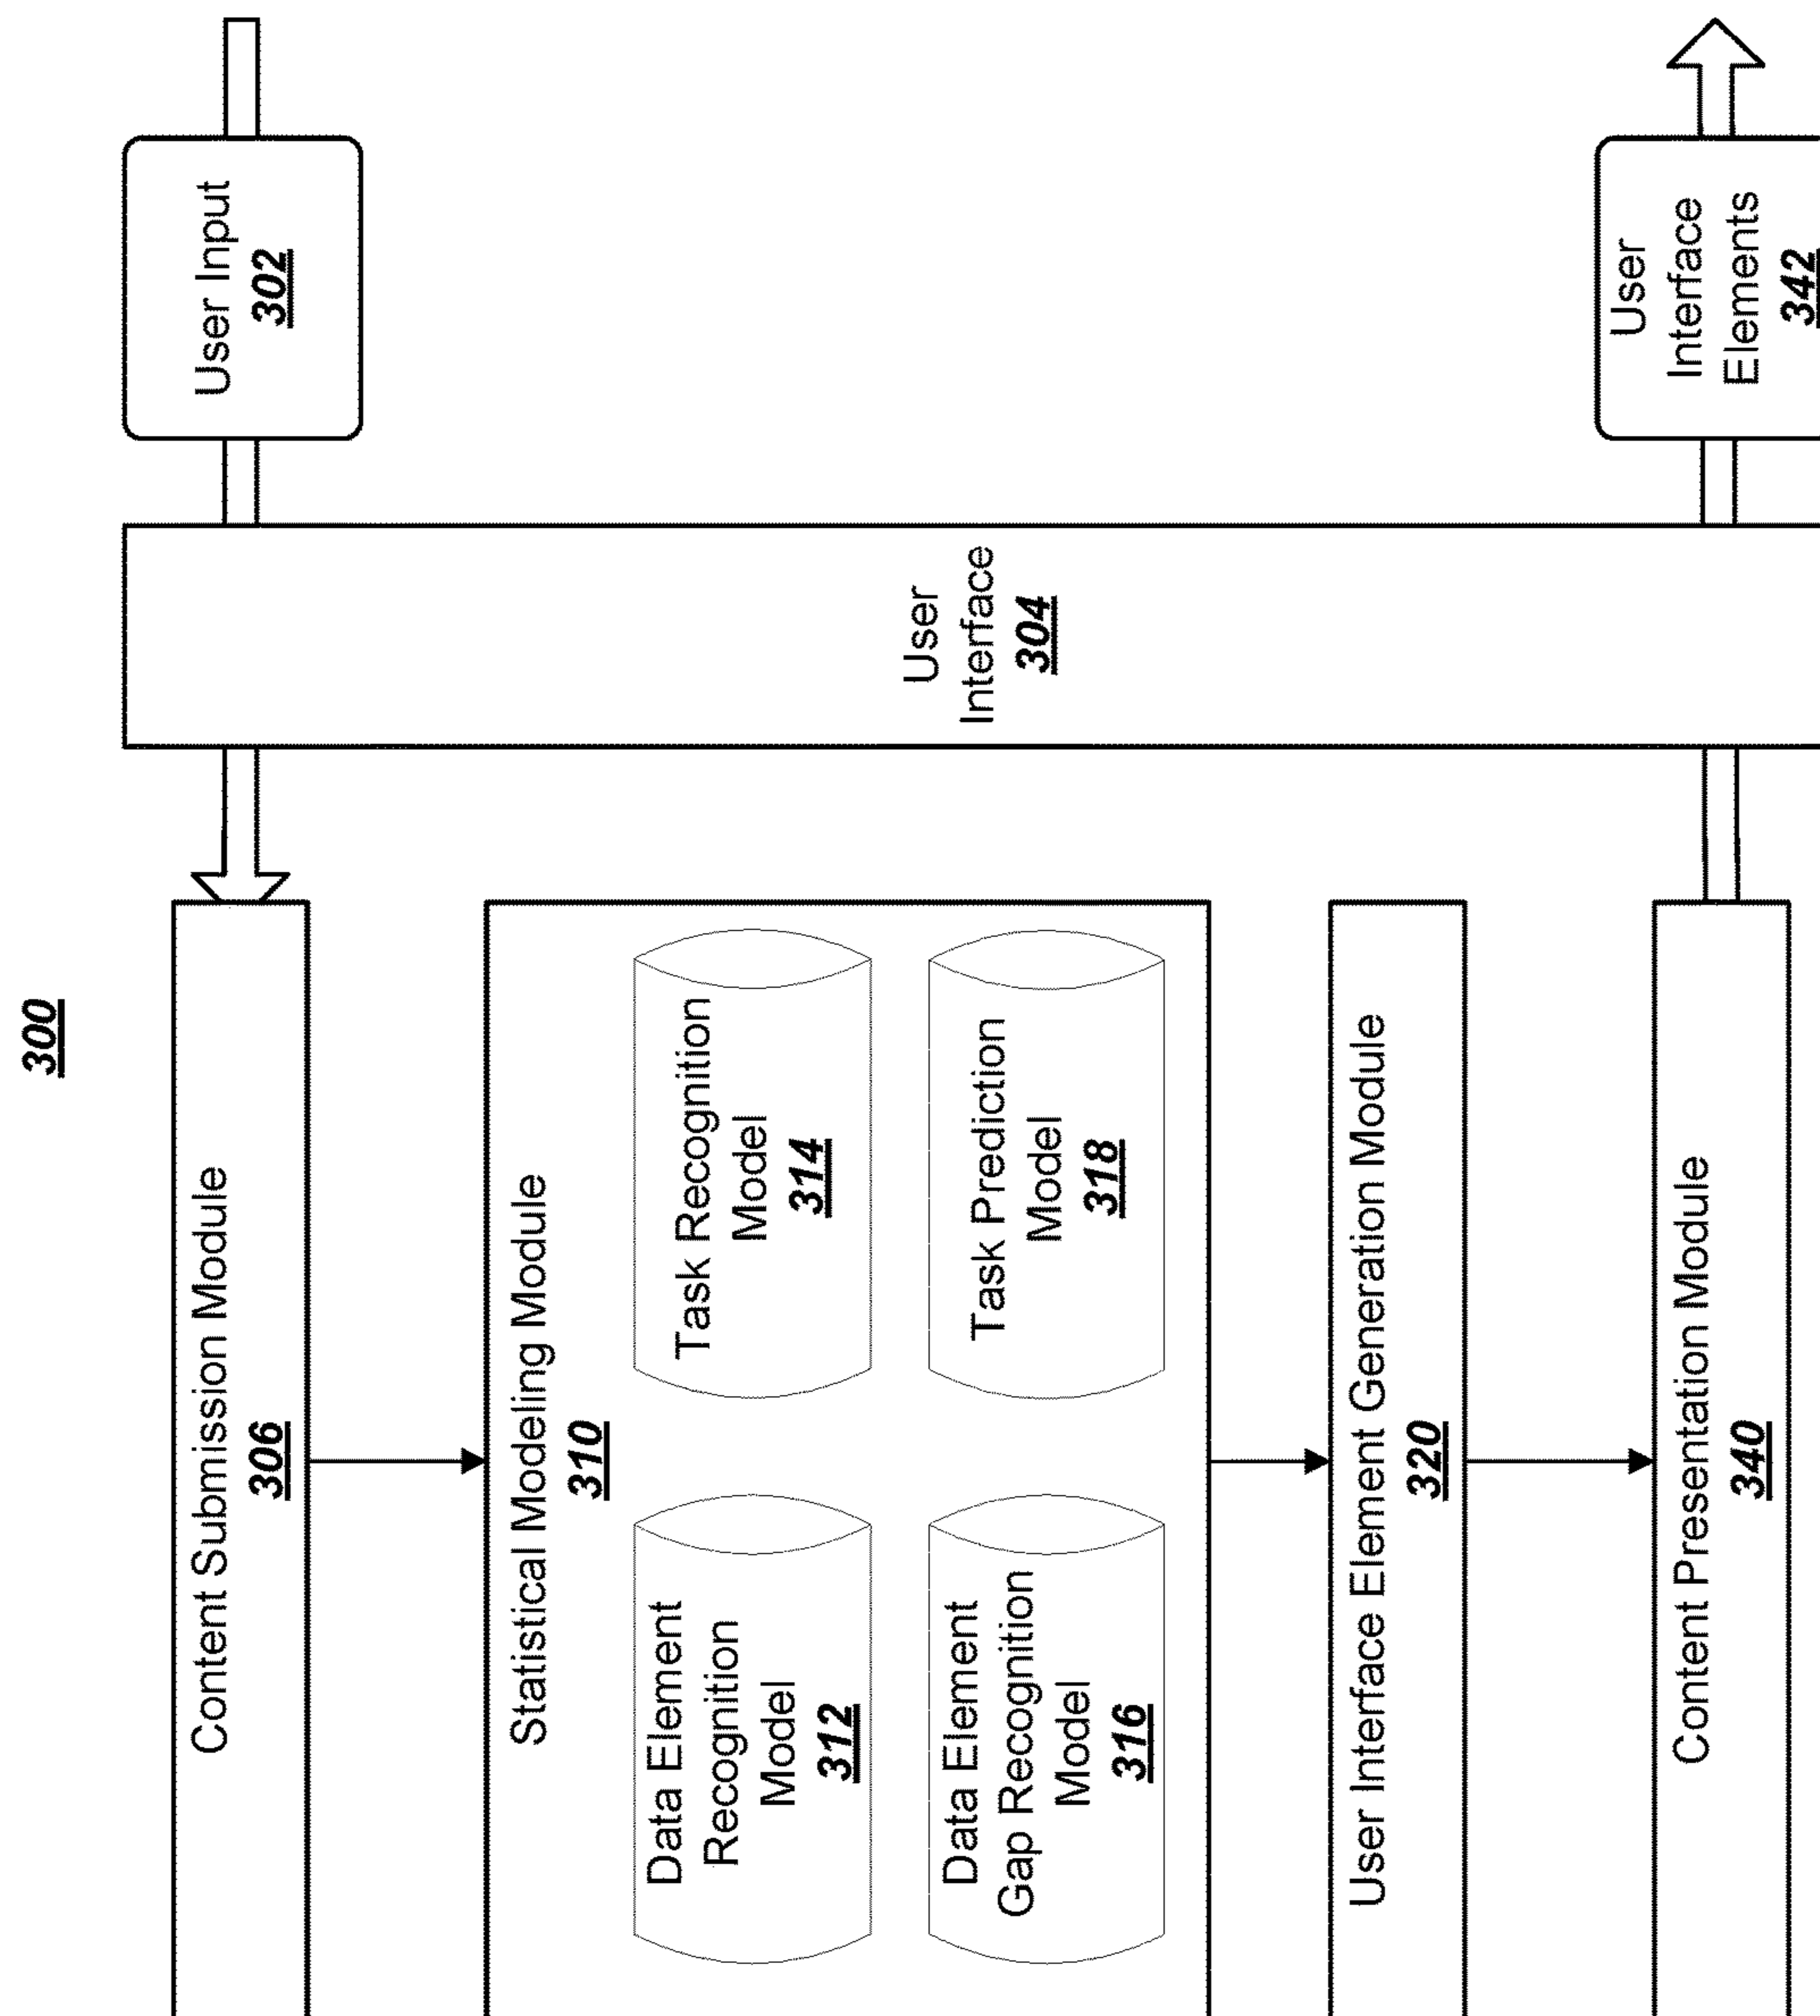 300
User Input
302
User
Interface
304
User
Interface
Elements
342
Content Submission Module
306
Statistical Modeling Module
310
Data Element
Recognition
Model
312
Task Recognition
Model
314
Data Element
Gap Recognition
Model
316
Task Prediction
Model
318
User Interface Element Generation Module
320
Content Presentation Module
340